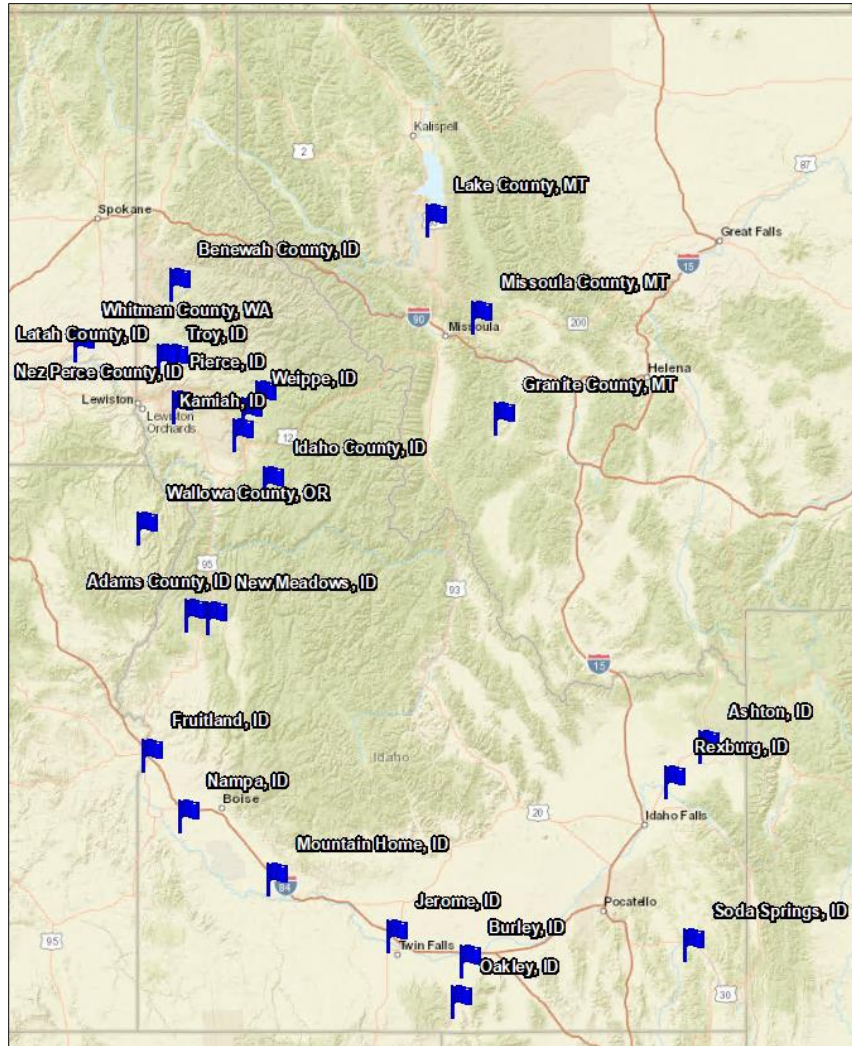 Kalispell
2
87
Lake County, MT
Spokane
Great Falls
Benewah County, ID
15
Missoula County, MT
Whitman County, WA
90
200
Latah County, ID
Troy, ID
Missoula
Pierce, ID
Nez Perce County, ID
Weippe, ID
Helena
Granite County, MT
Lewiston
Kamiah, ID
Lewiston
Orchards
12
Idaho County, ID
Wallowa County, OR
95
Adams County, ID
New Meadows, ID
93
15
Ashton, ID
Fruitland, ID
Rexburg, ID
Idaho
Nampa, ID
Boise
20
Idaho Falls
Mountain Home, ID
84
Jerome, ID
Pocatello
Soda Springs, ID
Burley, ID
95
Twin Falls
Oakley, ID
30